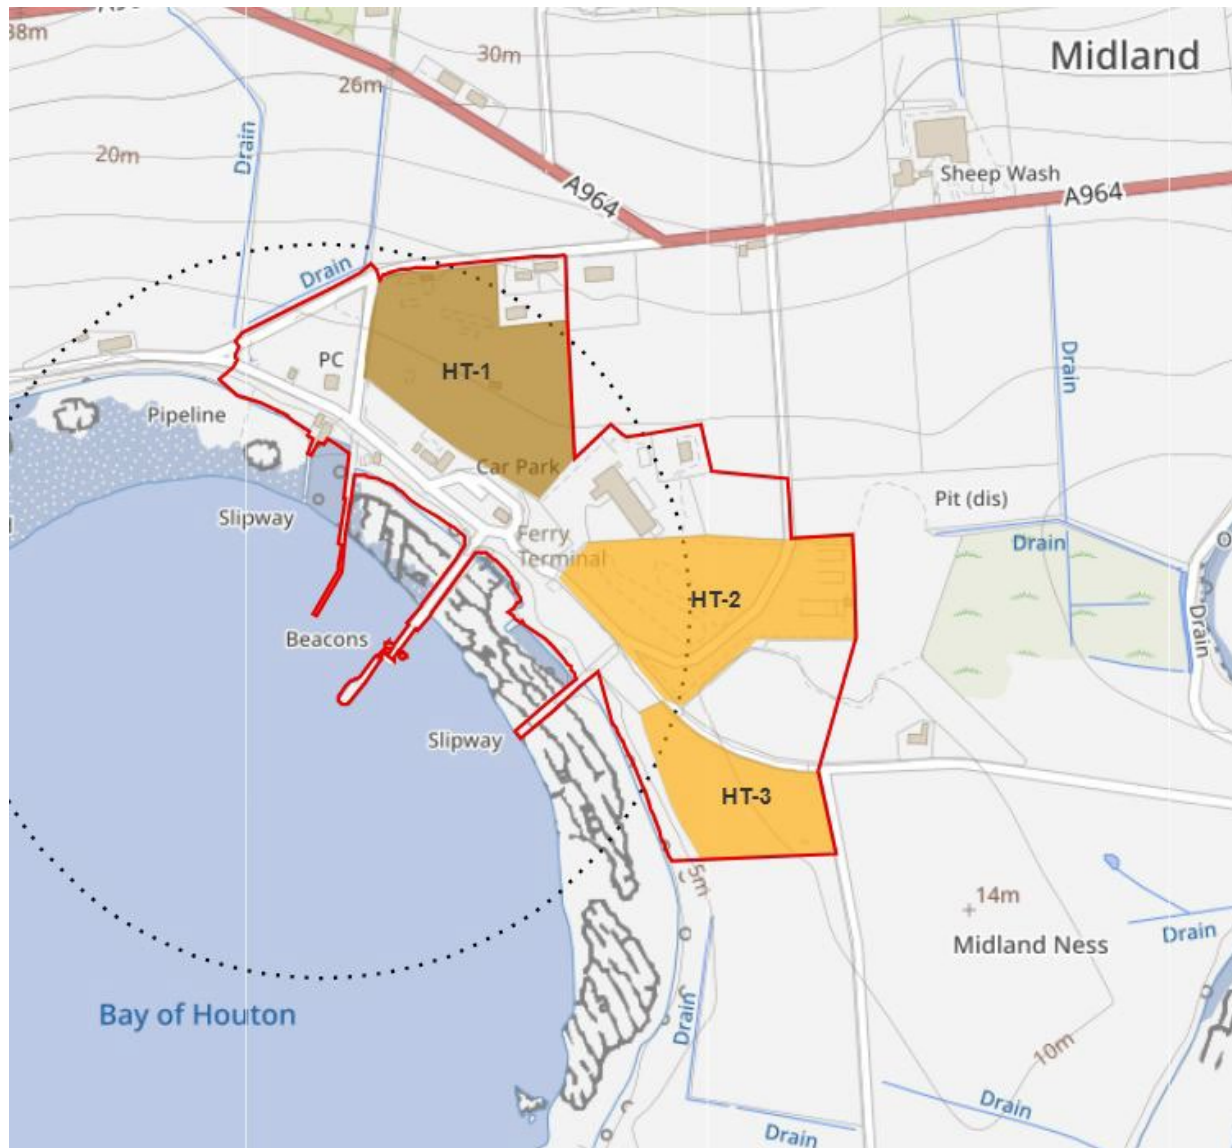 38m
30m
Midland
26m
20m
Drain
A964
Sheep Wash
A964
Drain
HT-1
PC
Drain
Pipeline
Car Park
Pit (dis)
Slipway
Ferry
Terminal
Drain
HT-2
Drain
Beacons
Slipway
HT-3
5m
14m
Midland Ness
Drain
Bay of Houton
Drain
10m
Drain
Drain